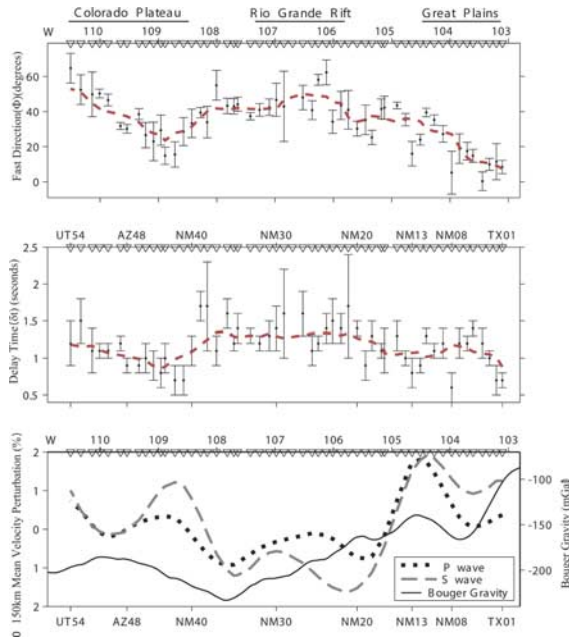 Colorado Plateau Rio Grande Rift Great Plains
W 110 109 108 107 106 105 104 103
Fast Direction(Φ)(degrees)
60
40
20
0
UT54 AZ48 NM40 NM30 NM20 NM13 NM08 TX01
Delay Time(δt) (seconds)
2.5
2.0
1.5
1.0
0.5
W 110 109 108 107 106 105 104 103
0 150km Mean Velocity Perturbation (%)
2
1
0
1
2
-100
-150
-200
Bouger Gravity (mGal)
P wave
S wave
Bouger Gravity
UT54 AZ48 NM40 NM30 NM20 NM13 NM08 TX01